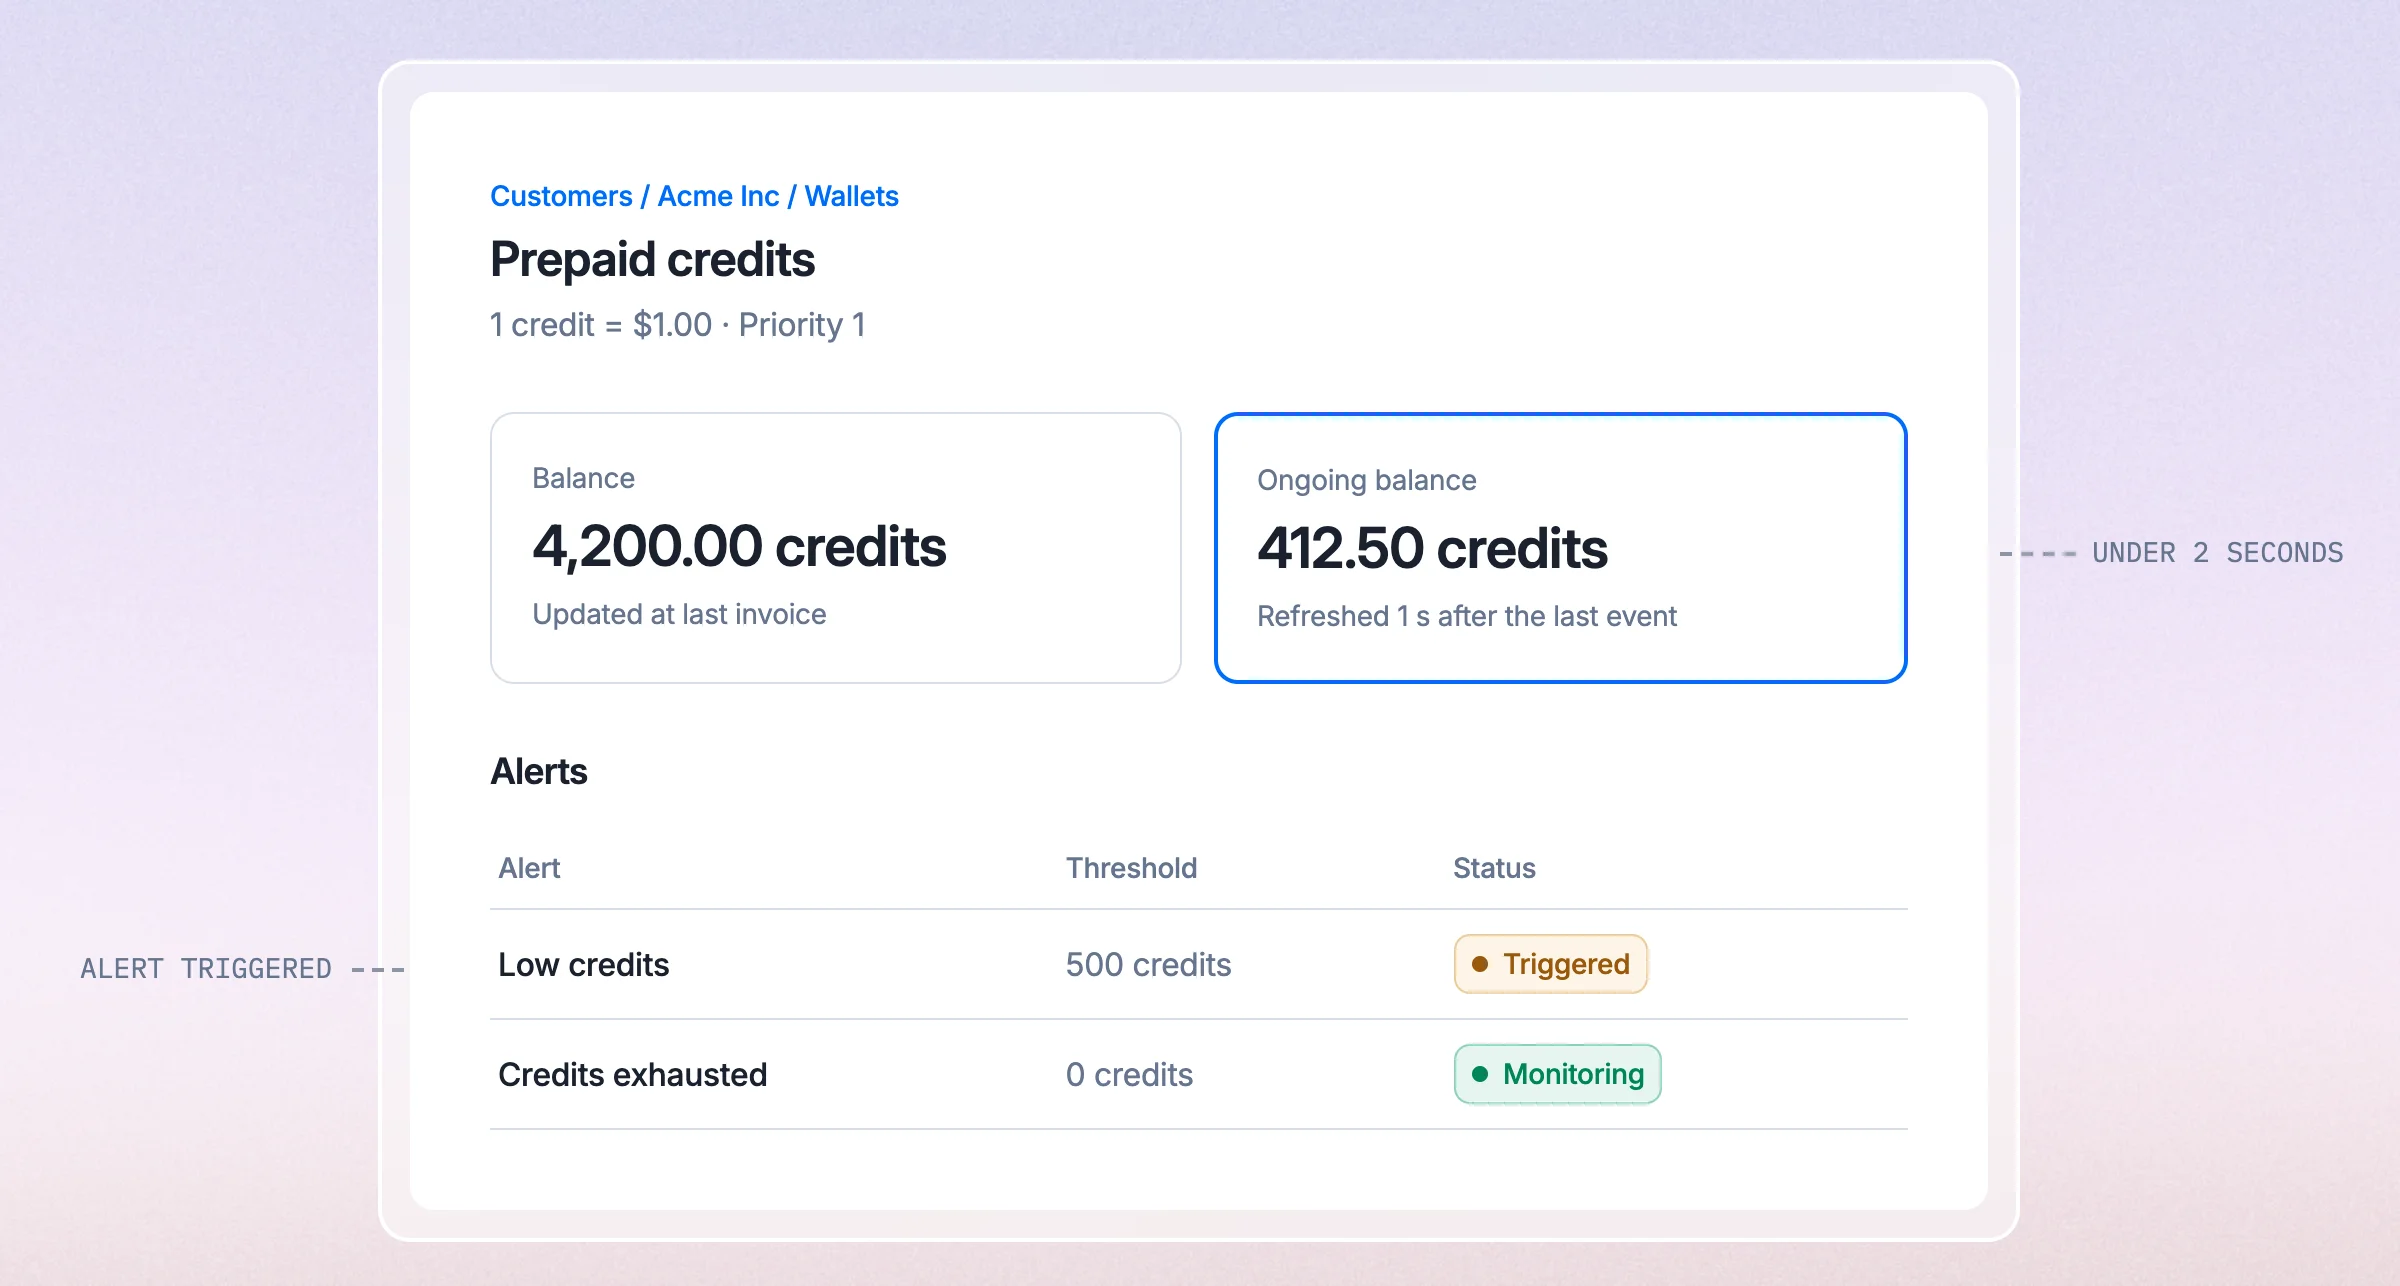 Customers / Acme Inc / Wallets
Prepaid credits
1 credit = $1.00 · Priority 1
Balance
4,200.00 credits
Updated at last invoice
Ongoing balance
412.50 credits
Refreshed 1 s after the last event
UNDER 2 SECONDS
Alerts
Alert Threshold Status
ALERT TRIGGERED
Low credits 500 credits Triggered
Credits exhausted 0 credits Monitoring